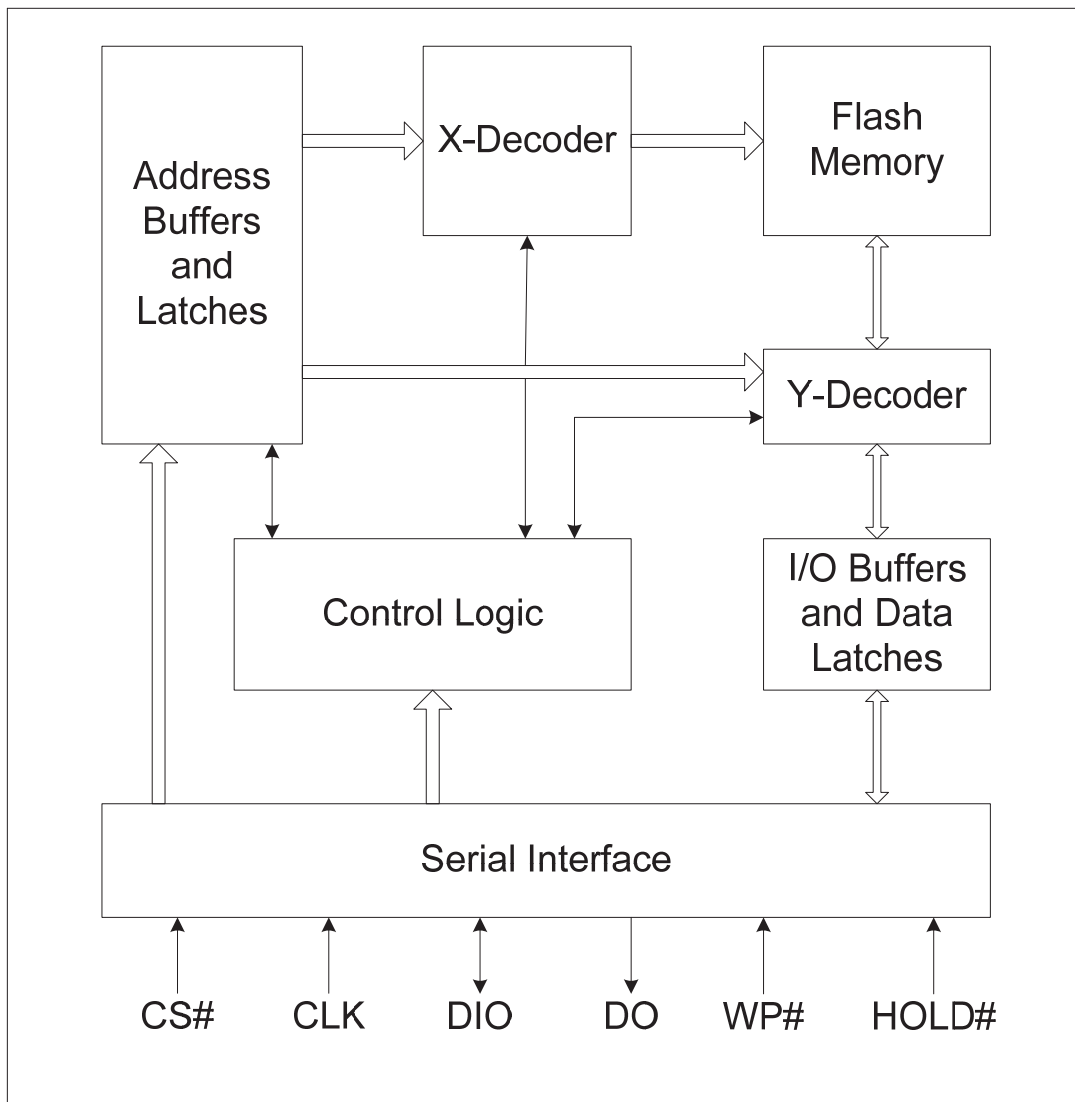 Address
Buffers
and
Latches
X-Decoder
Flash
Memory
Y-Decoder
Control Logic
I/O Buffers
and Data
Latches
Serial Interface
CS#
CLK
DIO
DO
WP#
HOLD#